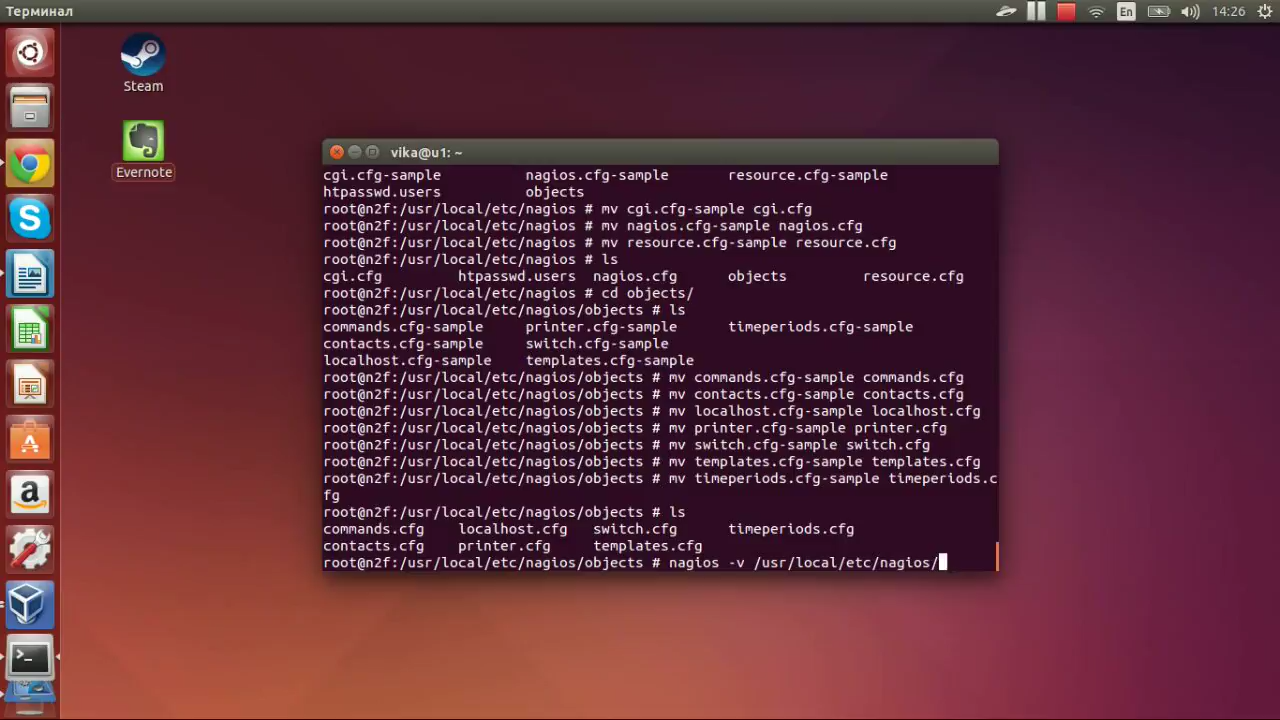 Терминал
En
14:26
Steam
Evernote
vika@u1: ~
cgi.cfg-sample nagios.cfg-sample resource.cfg-sample
htpasswd.users objects
root@n2f:/usr/local/etc/nagios # mv cgi.cfg-sample cgi.cfg
root@n2f:/usr/local/etc/nagios # mv nagios.cfg-sample nagios.cfg
root@n2f:/usr/local/etc/nagios # mv resource.cfg-sample resource.cfg
root@n2f:/usr/local/etc/nagios # ls
cgi.cfg htpasswd.users nagios.cfg objects resource.cfg
root@n2f:/usr/local/etc/nagios # cd objects/
root@n2f:/usr/local/etc/nagios/objects # ls
commands.cfg-sample printer.cfg-sample timeperiods.cfg-sample
contacts.cfg-sample switch.cfg-sample
localhost.cfg-sample templates.cfg-sample
root@n2f:/usr/local/etc/nagios/objects # mv commands.cfg-sample commands.cfg
root@n2f:/usr/local/etc/nagios/objects # mv contacts.cfg-sample contacts.cfg
root@n2f:/usr/local/etc/nagios/objects # mv localhost.cfg-sample localhost.cfg
root@n2f:/usr/local/etc/nagios/objects # mv printer.cfg-sample printer.cfg
root@n2f:/usr/local/etc/nagios/objects # mv switch.cfg-sample switch.cfg
root@n2f:/usr/local/etc/nagios/objects # mv templates.cfg-sample templates.cfg
root@n2f:/usr/local/etc/nagios/objects # mv timeperiods.cfg-sample timeperiods.c
fg
root@n2f:/usr/local/etc/nagios/objects # ls
commands.cfg localhost.cfg switch.cfg timeperiods.cfg
contacts.cfg printer.cfg templates.cfg
root@n2f:/usr/local/etc/nagios/objects # nagios -v /usr/local/etc/nagios/